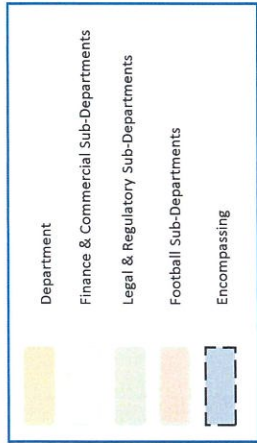 Department
Finance & Commercial Sub-Departments
Legal & Regulatory Sub-Departments
Football Sub-Departments
Encompassing